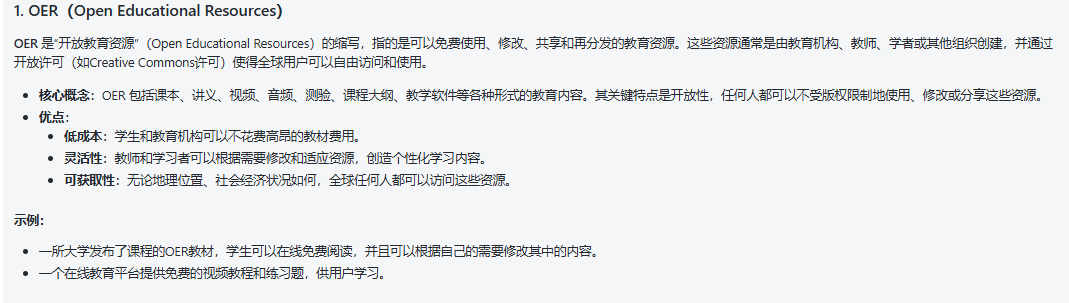 1. OER（Open Educational Resources）
OER 是“开放教育资源”（Open Educational Resources）的缩写，指的是可以免费使用、修改、共享和再分发的教育资源。这些资源通常是由教育机构、教师、学者或其他组织创建，并通过
开放许可（如Creative Commons许可）使得全球用户可以自由访问和使用。
核心概念：OER 包括课本、讲义、视频、音频、测验、课程大纲、教学软件等各种形式的教育内容。其关键特点是开放性，任何人都可以不受版权限制地使用、修改或分享这些资源。
优点：
低成本：学生和教育机构可以不花费高昂的教材费用。
灵活性：教师和学习者可以根据需要修改和适应资源，创造个性化学习内容。
可获取性：无论地理位置、社会经济状况如何，全球任何人都可以访问这些资源。
示例：
一所大学发布了课程的OER教材，学生可以在线免费阅读，并且可以根据自己的需要修改其中的内容。
一个在线教育平台提供免费的视频教程和练习题，供用户学习。